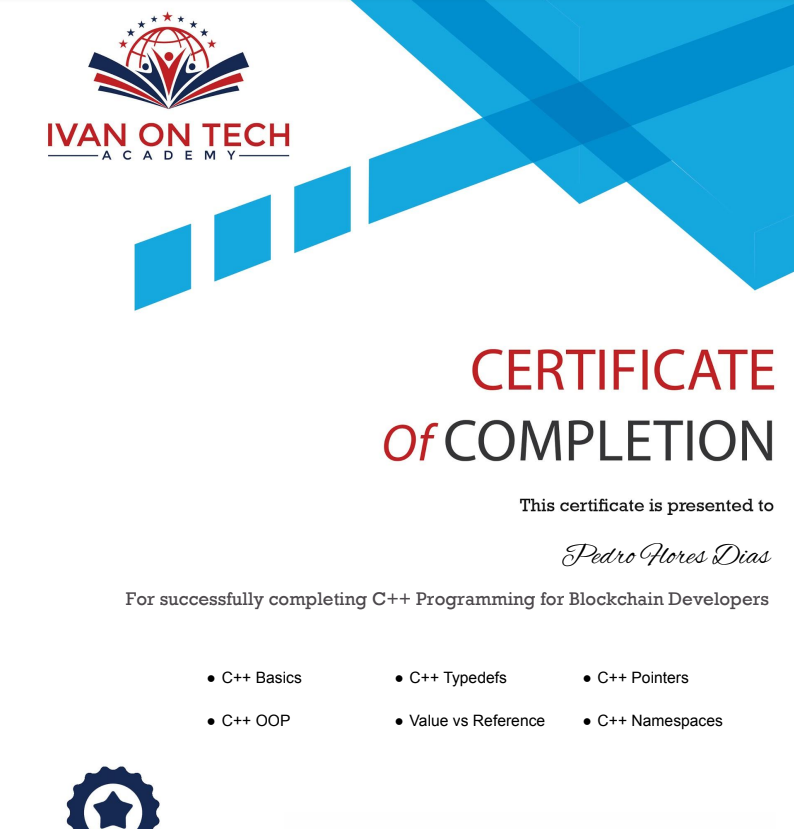 IVAN ON TECH
ACADEMY
CERTIFICATE
Of COMPLETION
This certificate is presented to
Pedro Flores Dias
For successfully completing C++ Programming for Blockchain Developers
● C++ Basics ● C++ Typedefs ● C++ Pointers
● C++ OOP ● Value vs Reference ● C++ Namespaces